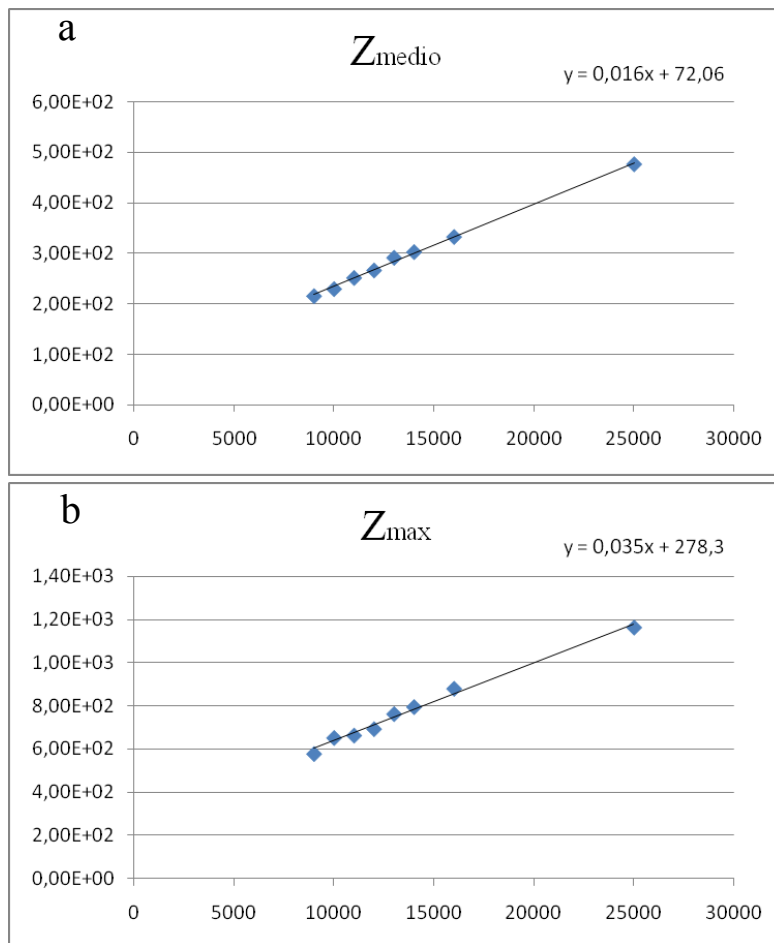 a
Zmedio
y = 0,016x + 72,06
6,00E+02
5,00E+02
4,00E+02
3,00E+02
2,00E+02
1,00E+02
0,00E+00
0 5000 10000 15000 20000 25000 30000
b
Zmax
y = 0,035x + 278,3
1,40E+03
1,20E+03
1,00E+03
8,00E+02
6,00E+02
4,00E+02
2,00E+02
0,00E+00
0 5000 10000 15000 20000 25000 30000